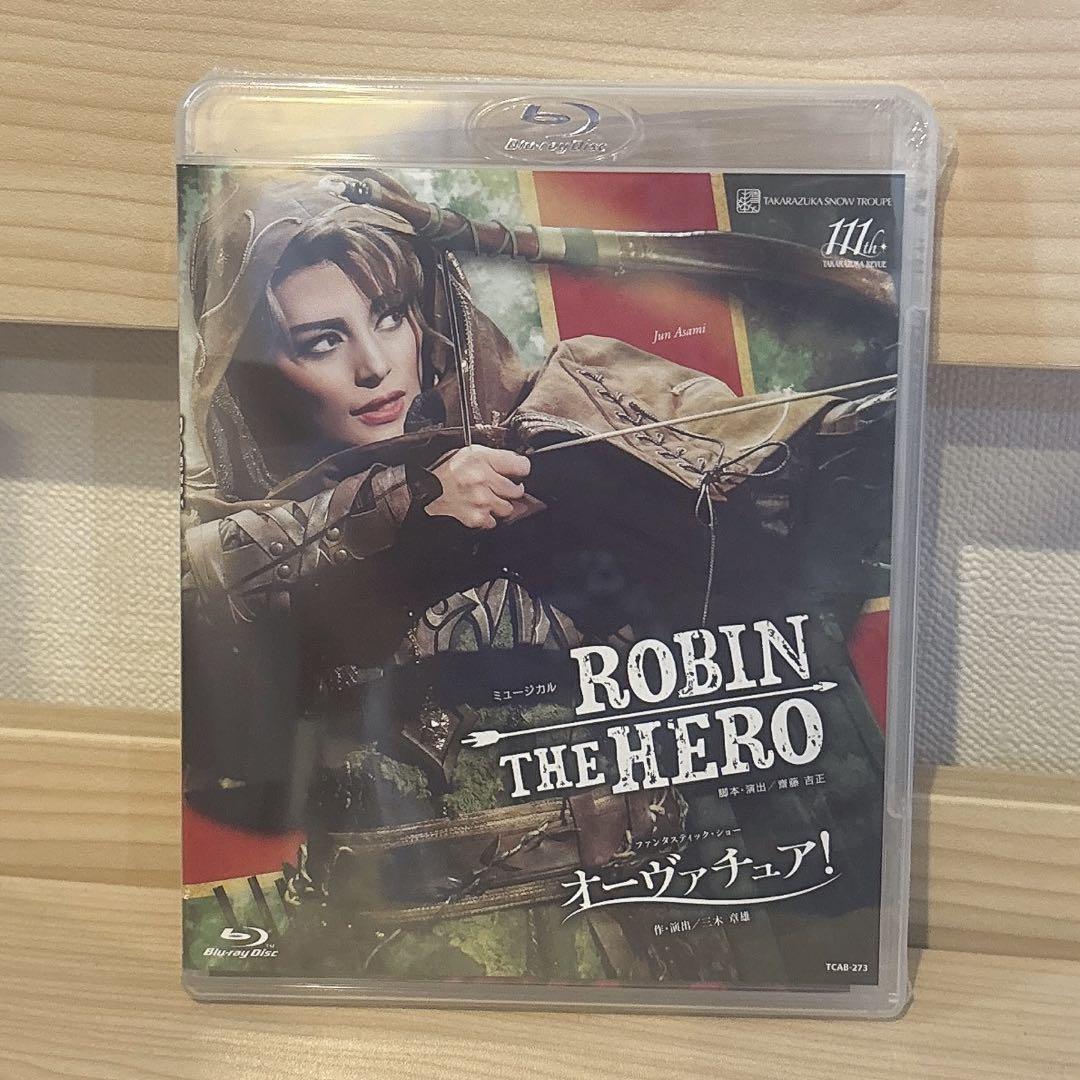 Blu-ray Disc
TAKARAZUKA SNOW TROUPE
111th
TAKARAZUKA REVUE
Jun Asami
ミュージカル
ROBIN
THE HERO
脚本・演出／齋藤 吉正
ファンタスティック・ショー
オーヴァチュア!
作・演出／三木 章雄
Blu-ray Disc™
TCAB-273